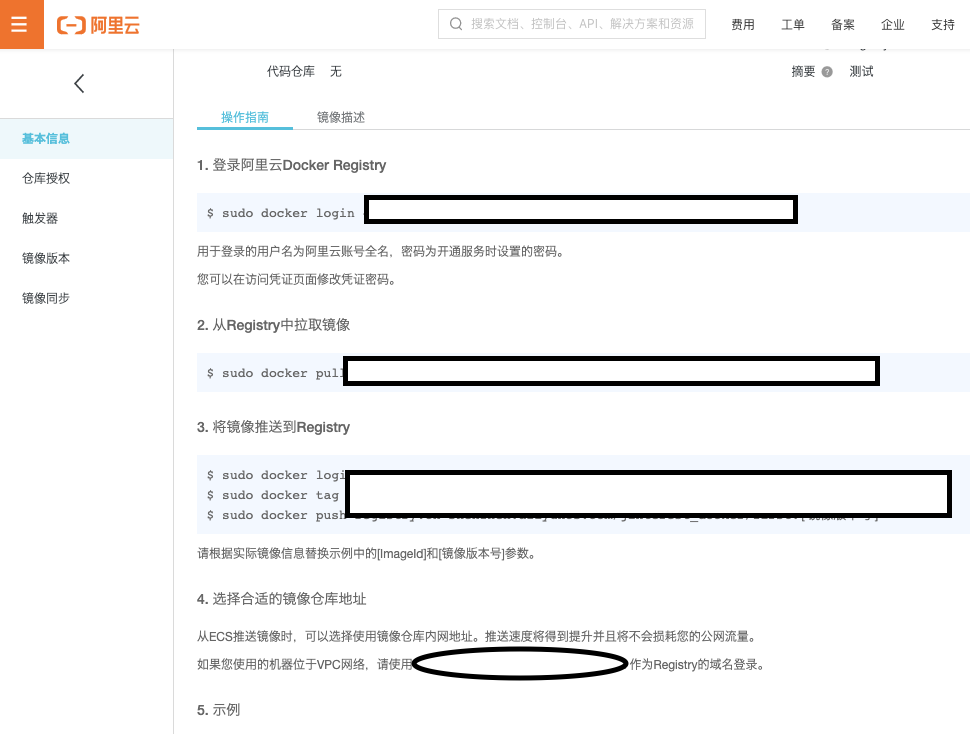 阿里云
搜索文档、控制台、API、解决方案和资源
费用 工单 备案 企业 支持
代码仓库 无
摘要 ? 测试
操作指南 镜像描述
基本信息
仓库授权
触发器
镜像版本
镜像同步
1. 登录阿里云Docker Registry
$ sudo docker login
用于登录的用户名为阿里云账号全名，密码为开通服务时设置的密码。
您可以在访问凭证页面修改凭证密码。
2. 从Registry中拉取镜像
$ sudo docker pull
3. 将镜像推送到Registry
$ sudo docker logi
$ sudo docker tag
$ sudo docker push
请根据实际镜像信息替换示例中的[ImageId]和[镜像版本号]参数。
4. 选择合适的镜像仓库地址
从ECS推送镜像时，可以选择使用镜像仓库内网地址。推送速度将得到提升并且将不会损耗您的公网流量。
如果您使用的机器位于VPC网络，请使用 作为Registry的域名登录。
5. 示例